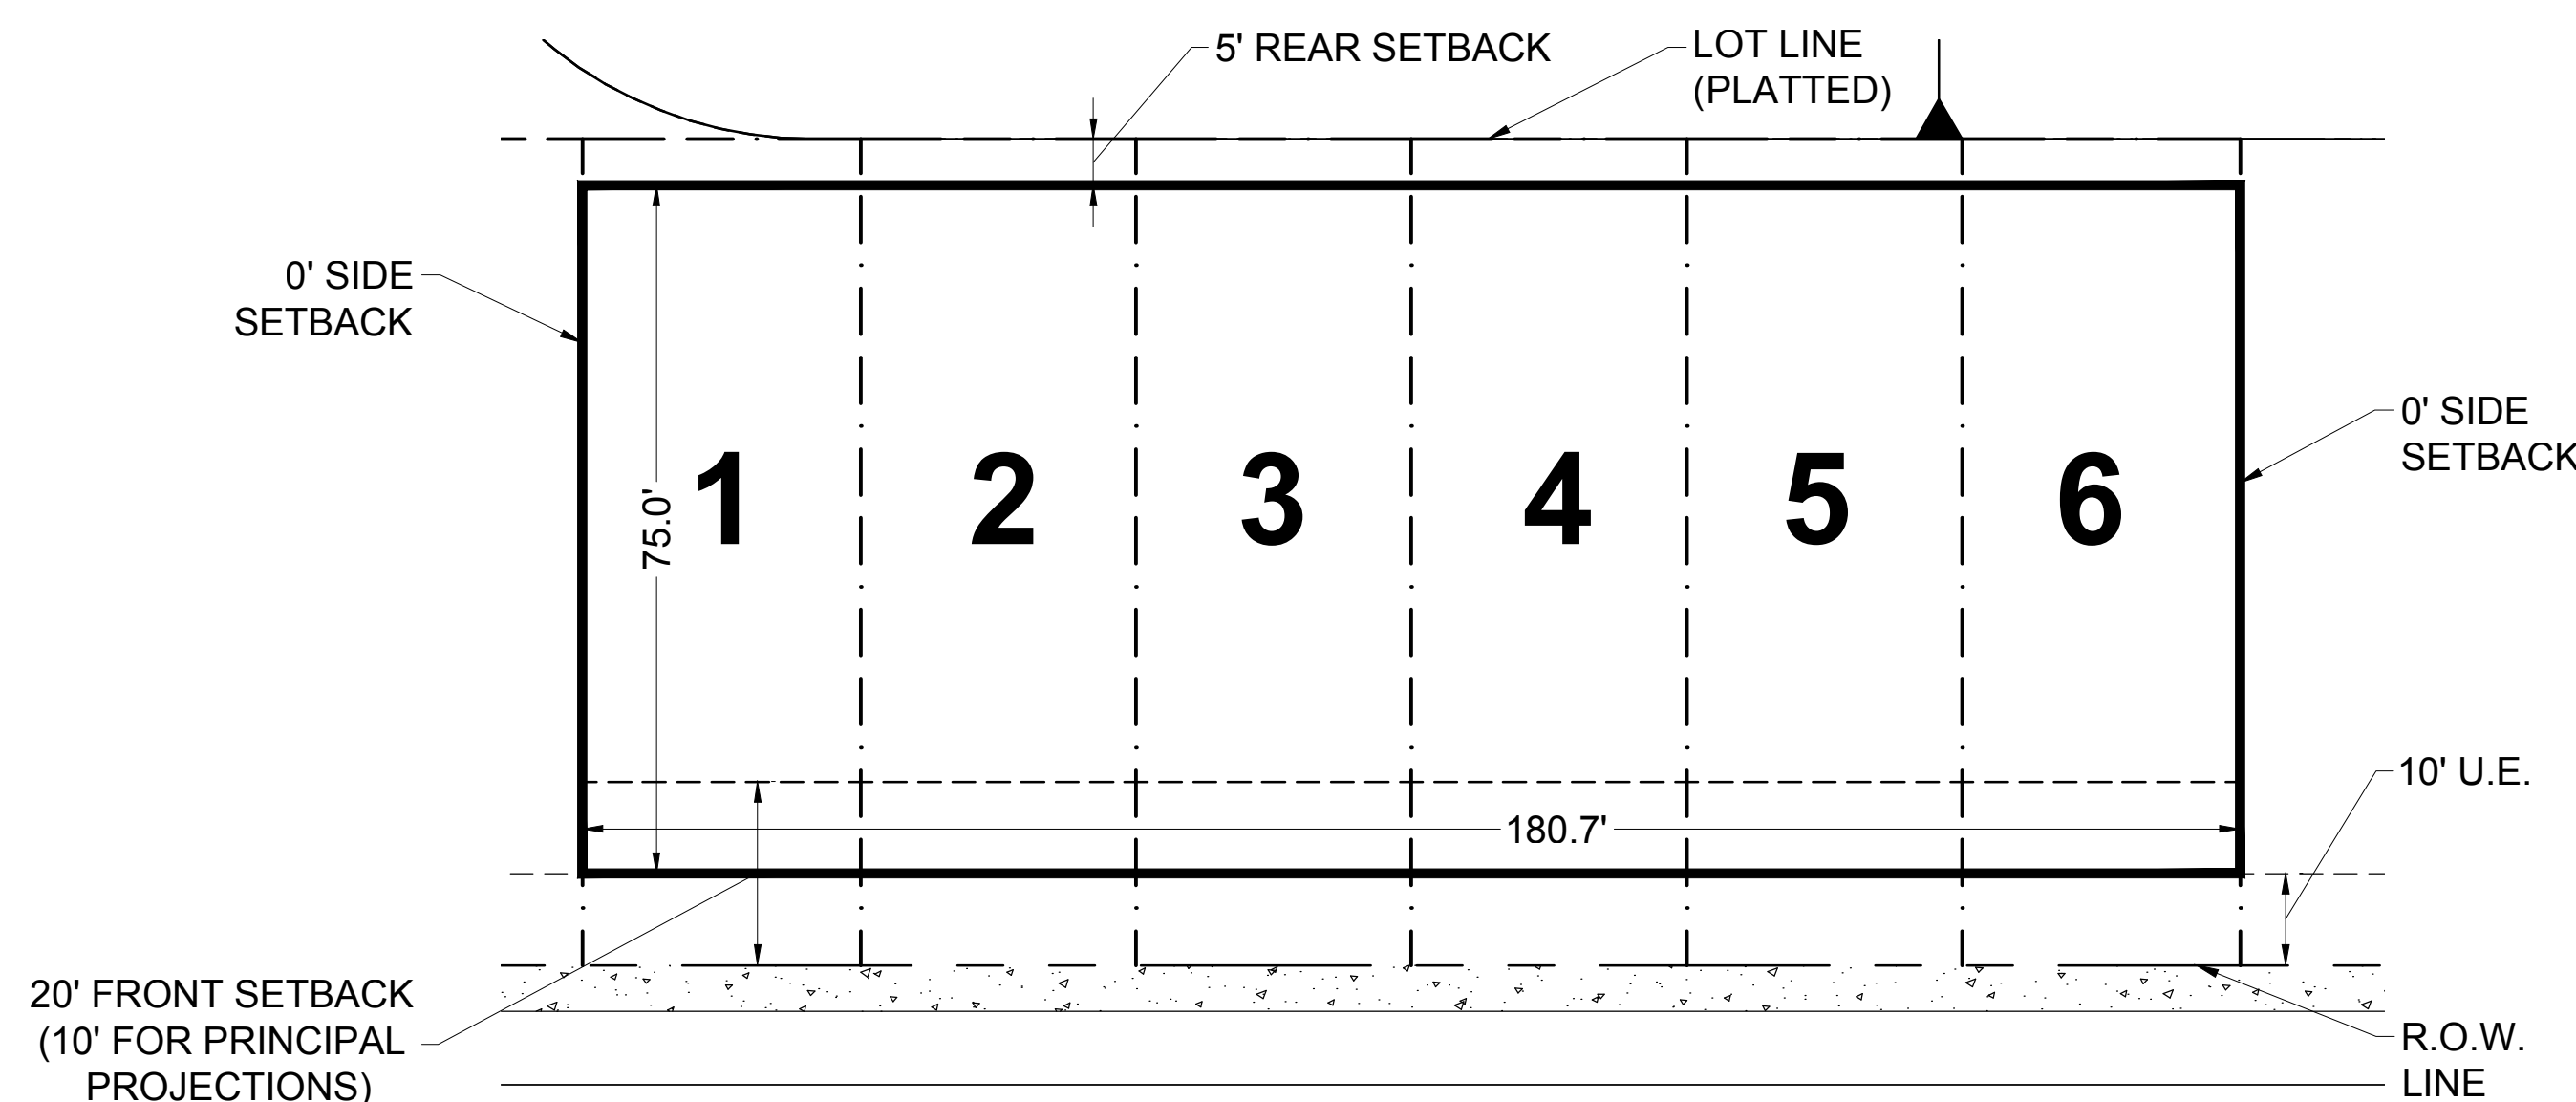 5' REAR SETBACK
LOT LINE
(PLATTED)
0' SIDE
SETBACK
0' SIDE
SETBACK
1
2
3
4
5
6
75.0'
180.7'
10' U.E.
20' FRONT SETBACK
(10' FOR PRINCIPAL
PROJECTIONS)
R.O.W.
LINE